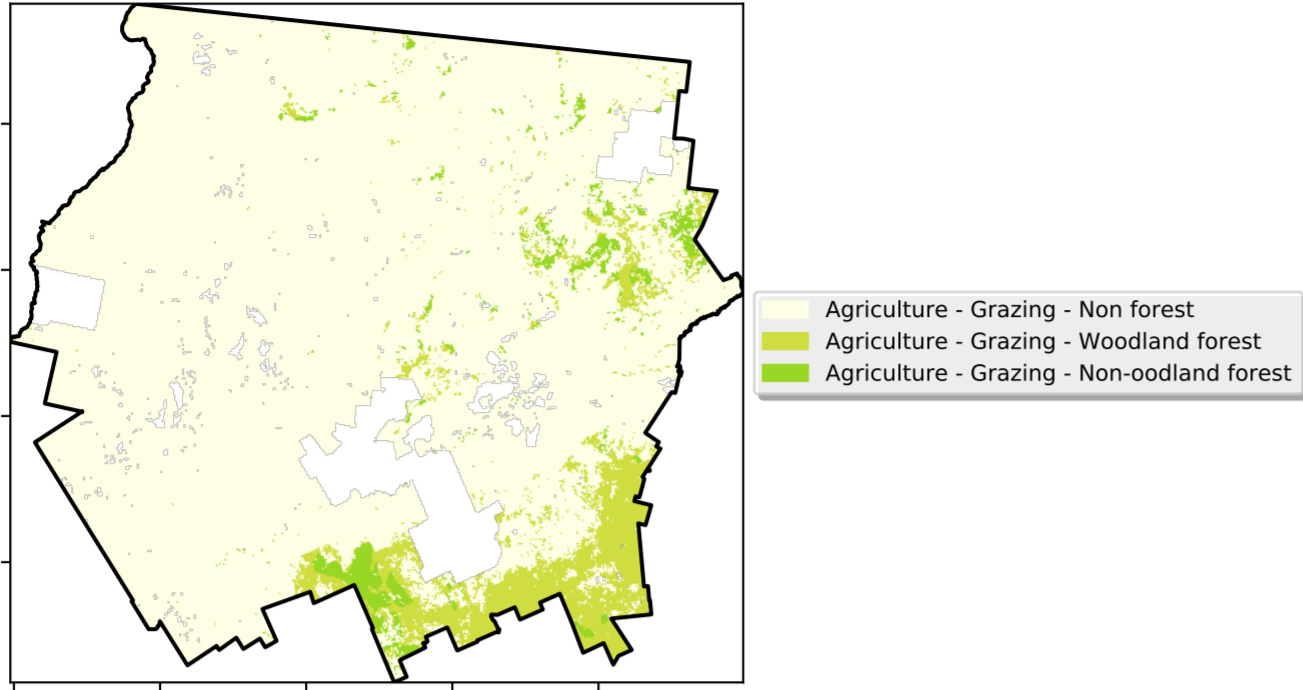 Agriculture - Grazing - Non forest
Agriculture - Grazing - Woodland forest
Agriculture - Grazing - Non-oodland forest